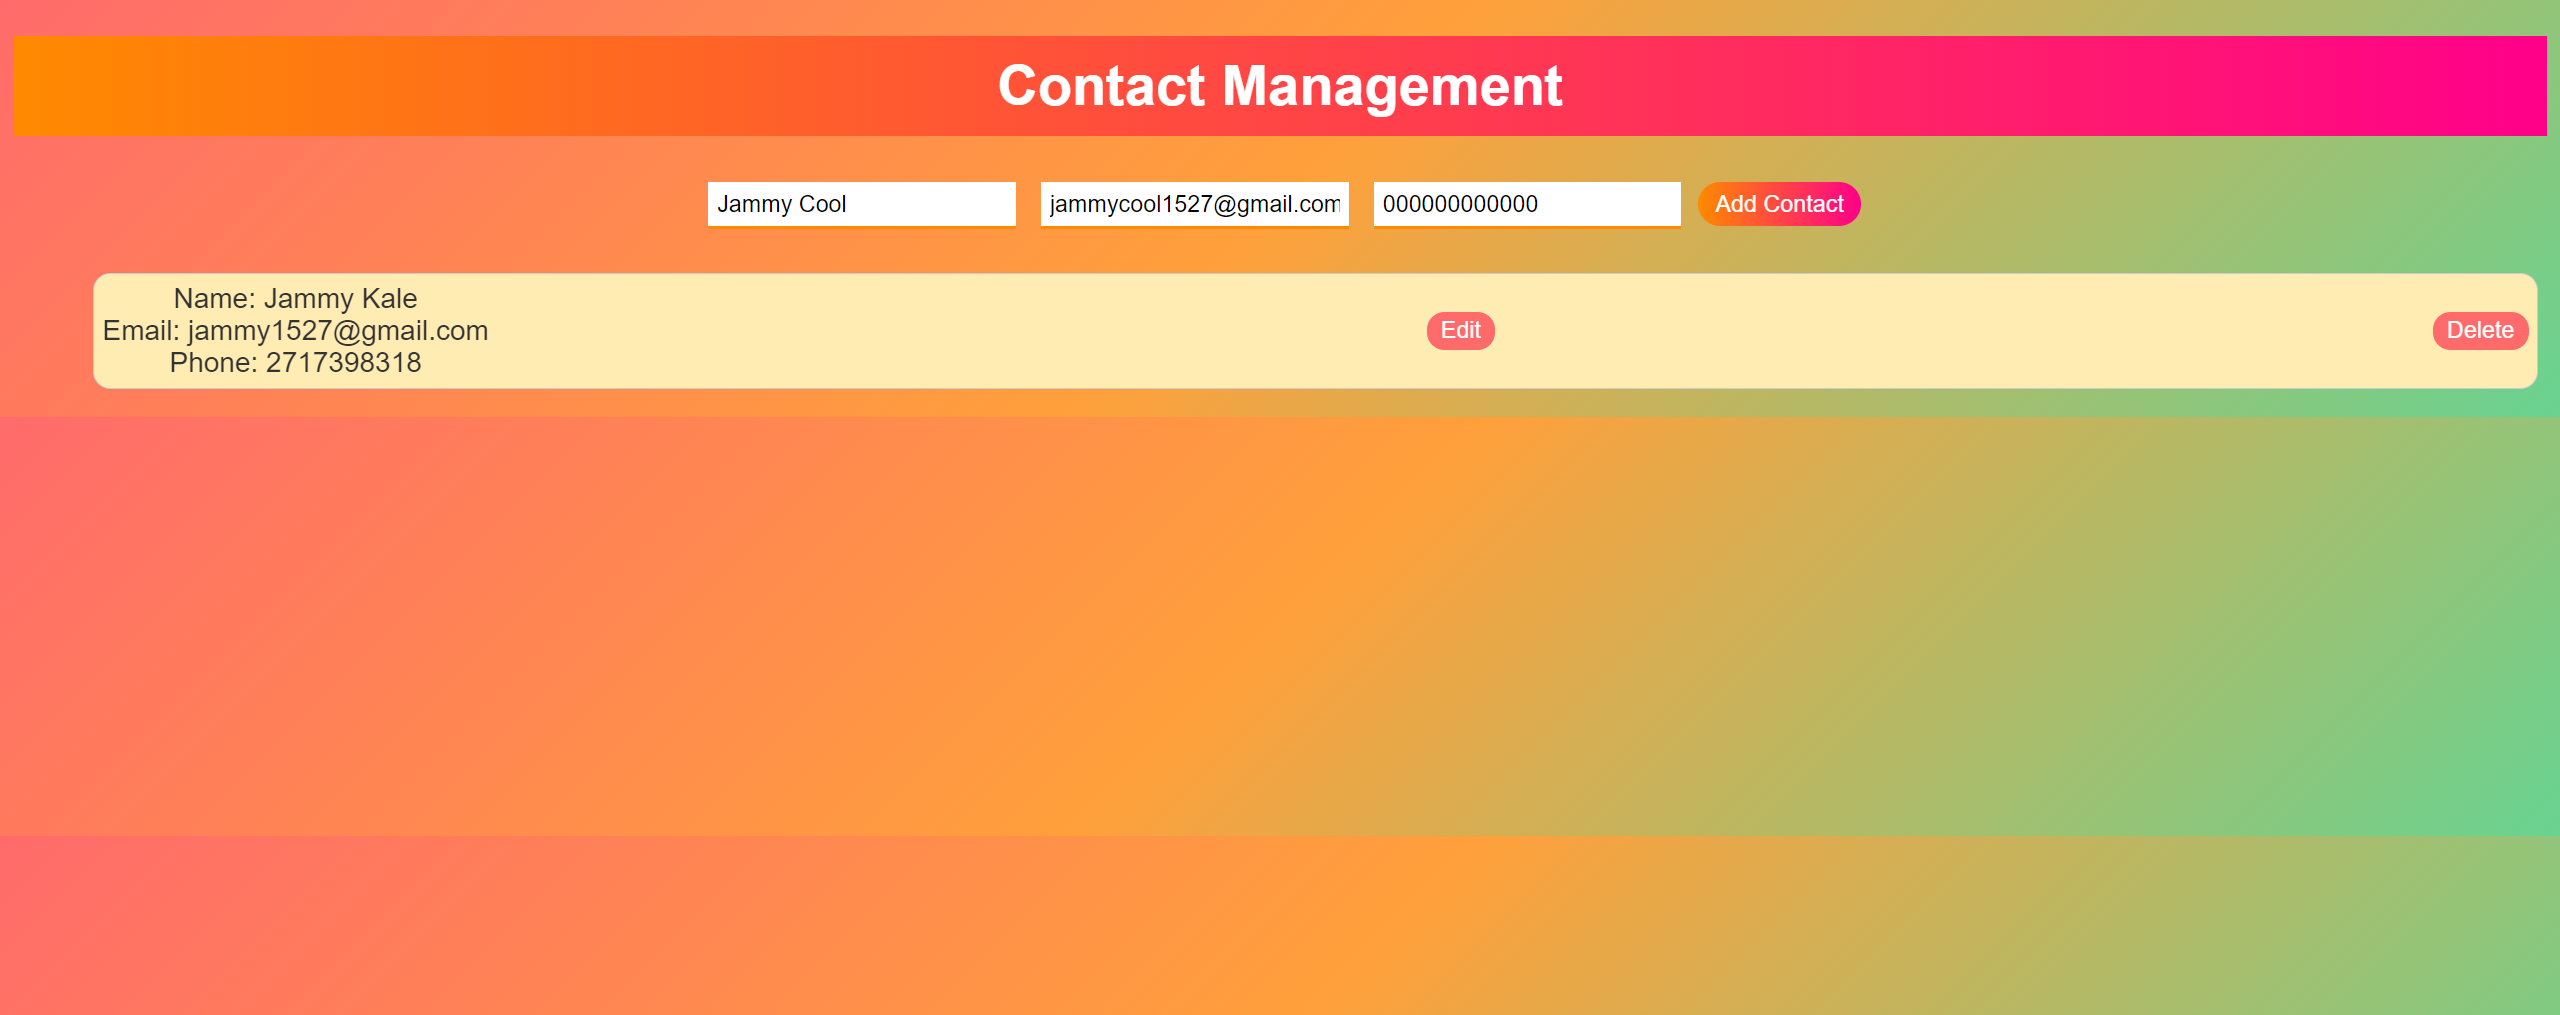 Contact Management
Jammy Cool
jammycool1527@gmail.com
000000000000
Add Contact
Name: Jammy Kale
Email: jammy1527@gmail.com
Phone: 2717398318
Edit
Delete